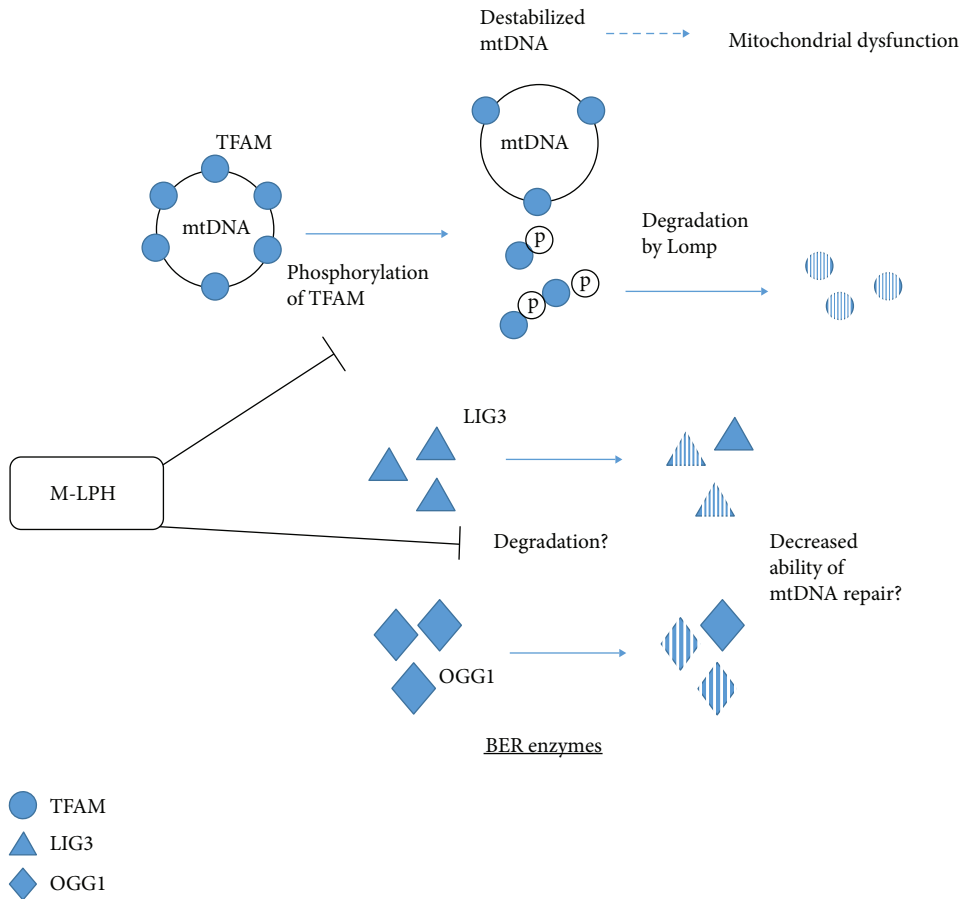 Destabilized
mtDNA
Mitochondrial dysfunction
TFAM
mtDNA
mtDNA
Phosphorylation
of TFAM
P
P
P
Degradation
by Lomp
M-LPH
LIG3
Degradation?
Decreased
ability of
mtDNA repair?
OGG1
BER enzymes
TFAM
LIG3
OGG1